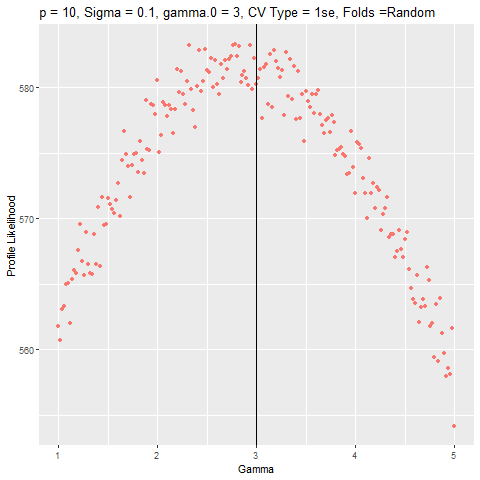 p = 10, Sigma = 0.1, gamma.0 = 3, CV Type = 1se, Folds =Random
Profile Likelihood
580
570
560
1 2 3 4 5
Gamma